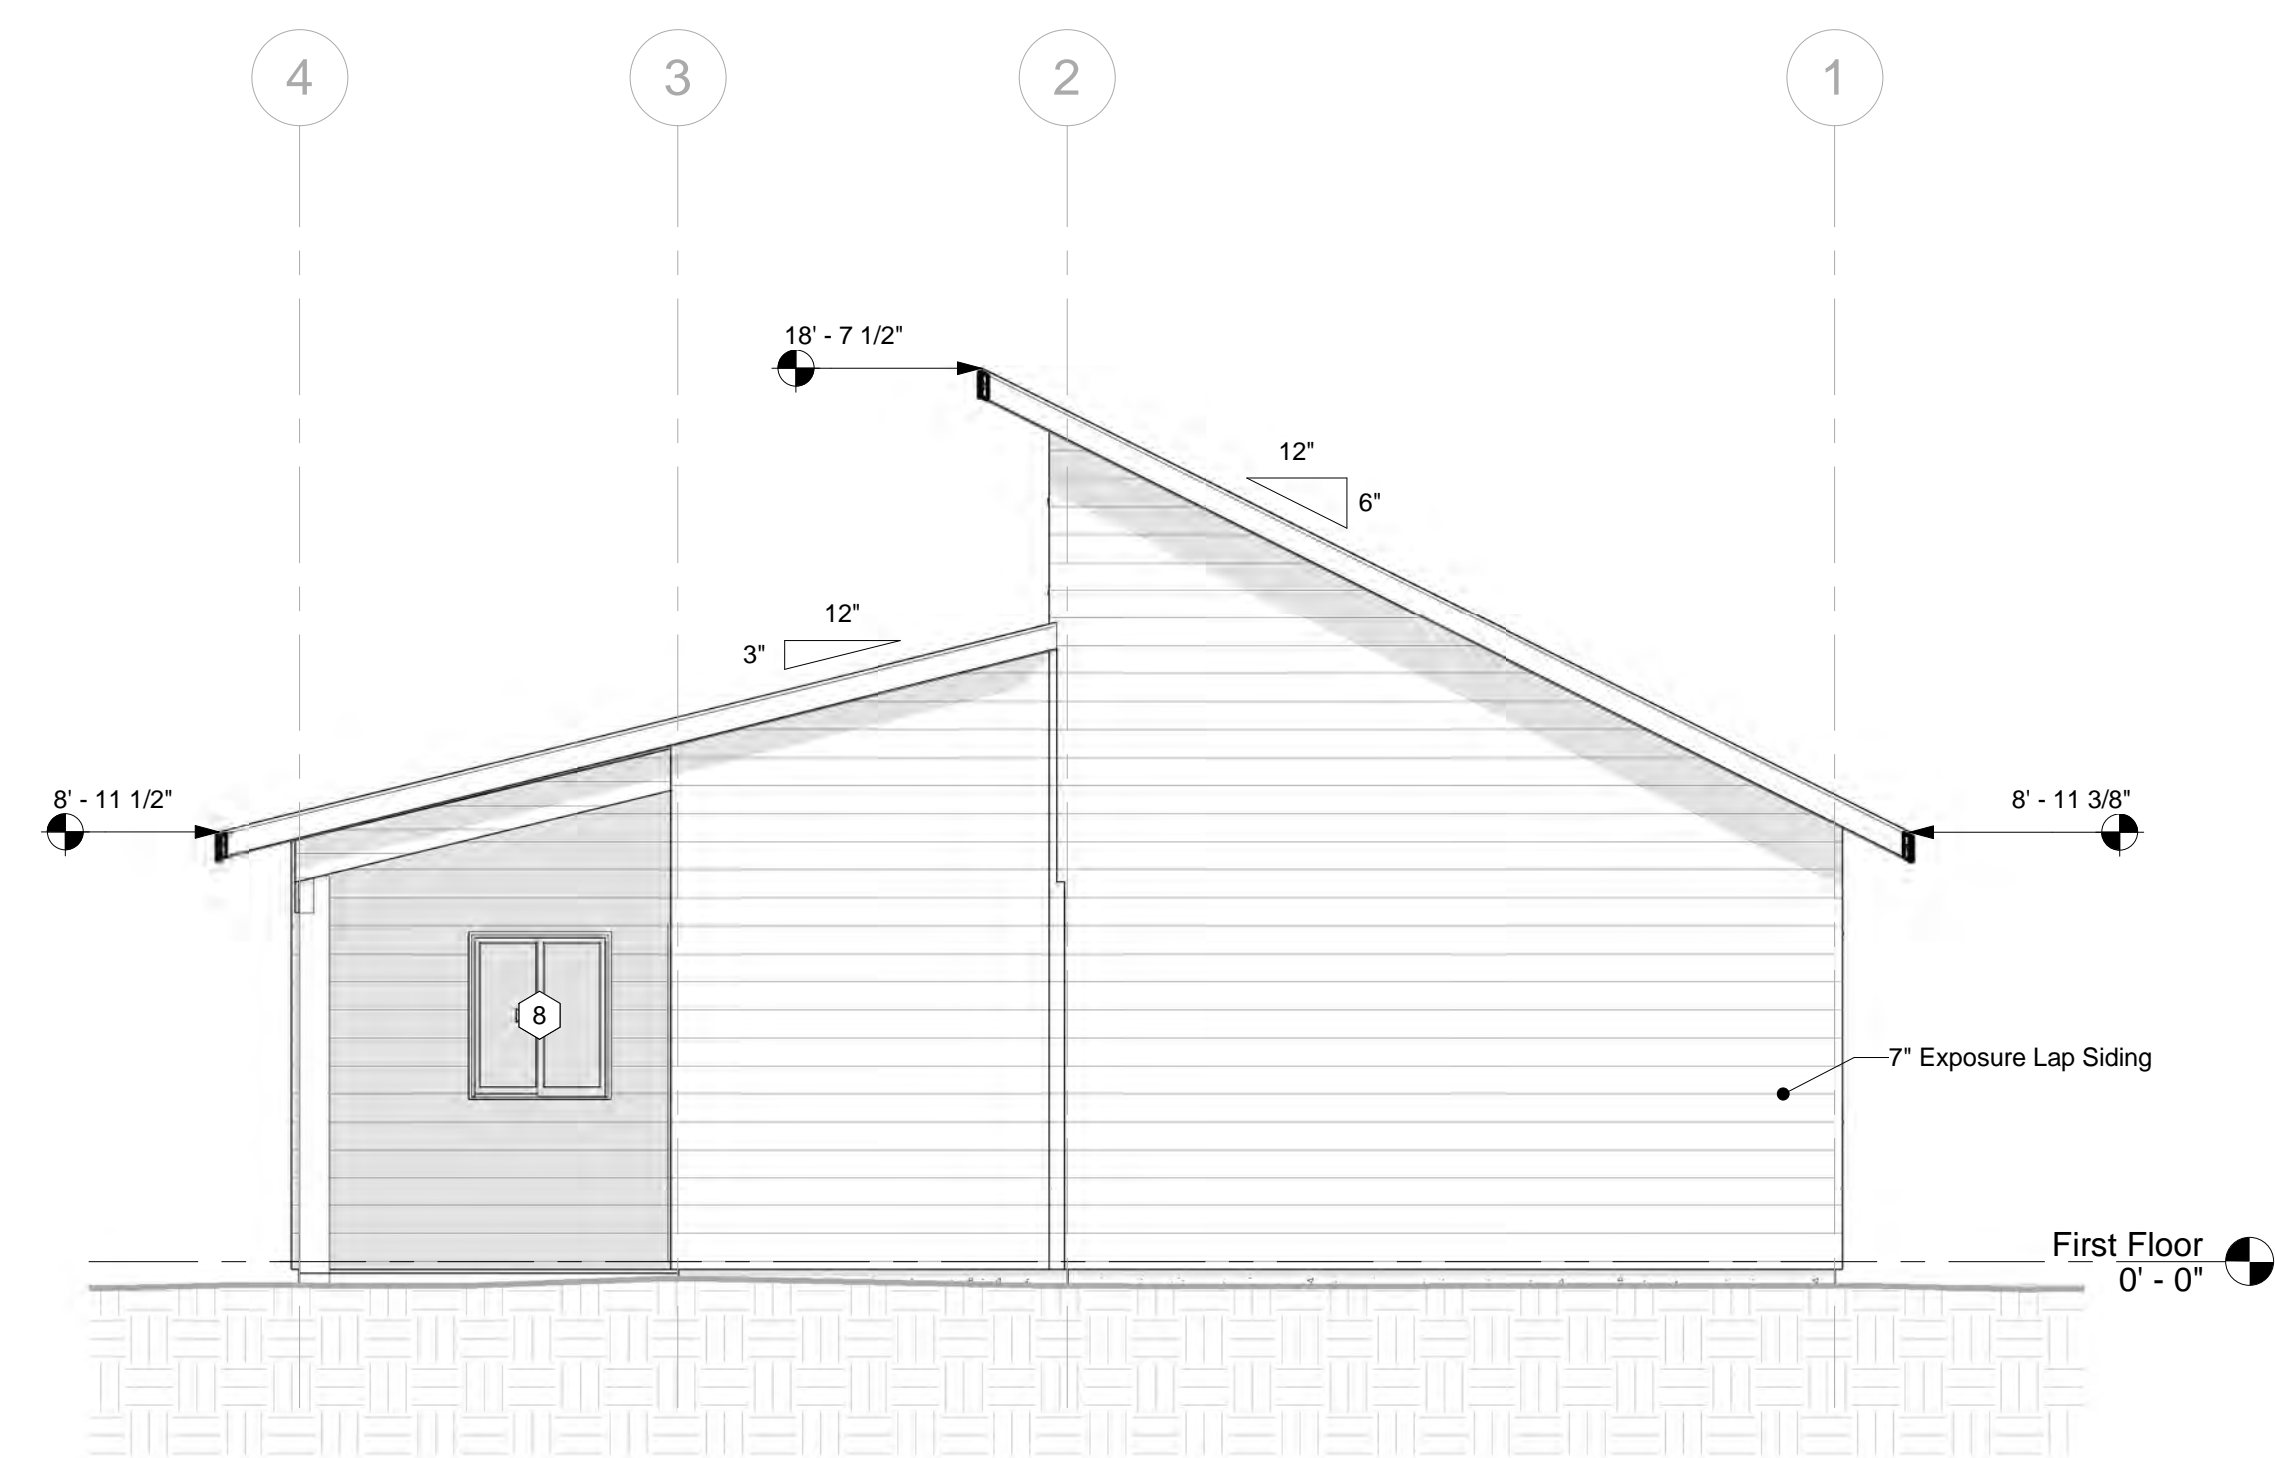 4
3
2
1
18' - 7 1/2"
12"
6"
12"
3"
8' - 11 1/2"
8' - 11 3/8"
8
7" Exposure Lap Siding
First Floor
0' - 0"